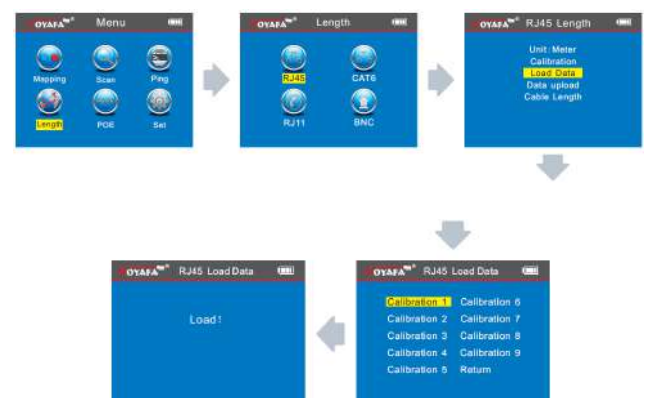 NOYAFA® Menu
Mapping Scan Ping
Length POE Set
NOYAFA® Length
RJ45 CAT6
RJ11 BNC
NOYAFA® RJ45 Length
Unit:Meter
Calibration
Load Data
Data upload
Cable Length
NOYAFA® RJ45 Load Data
Load!
NOYAFA® RJ45 Load Data
Calibration 1 Calibration 6
Calibration 2 Calibration 7
Calibration 3 Calibration 8
Calibration 4 Calibration 9
Calibration 5 Return